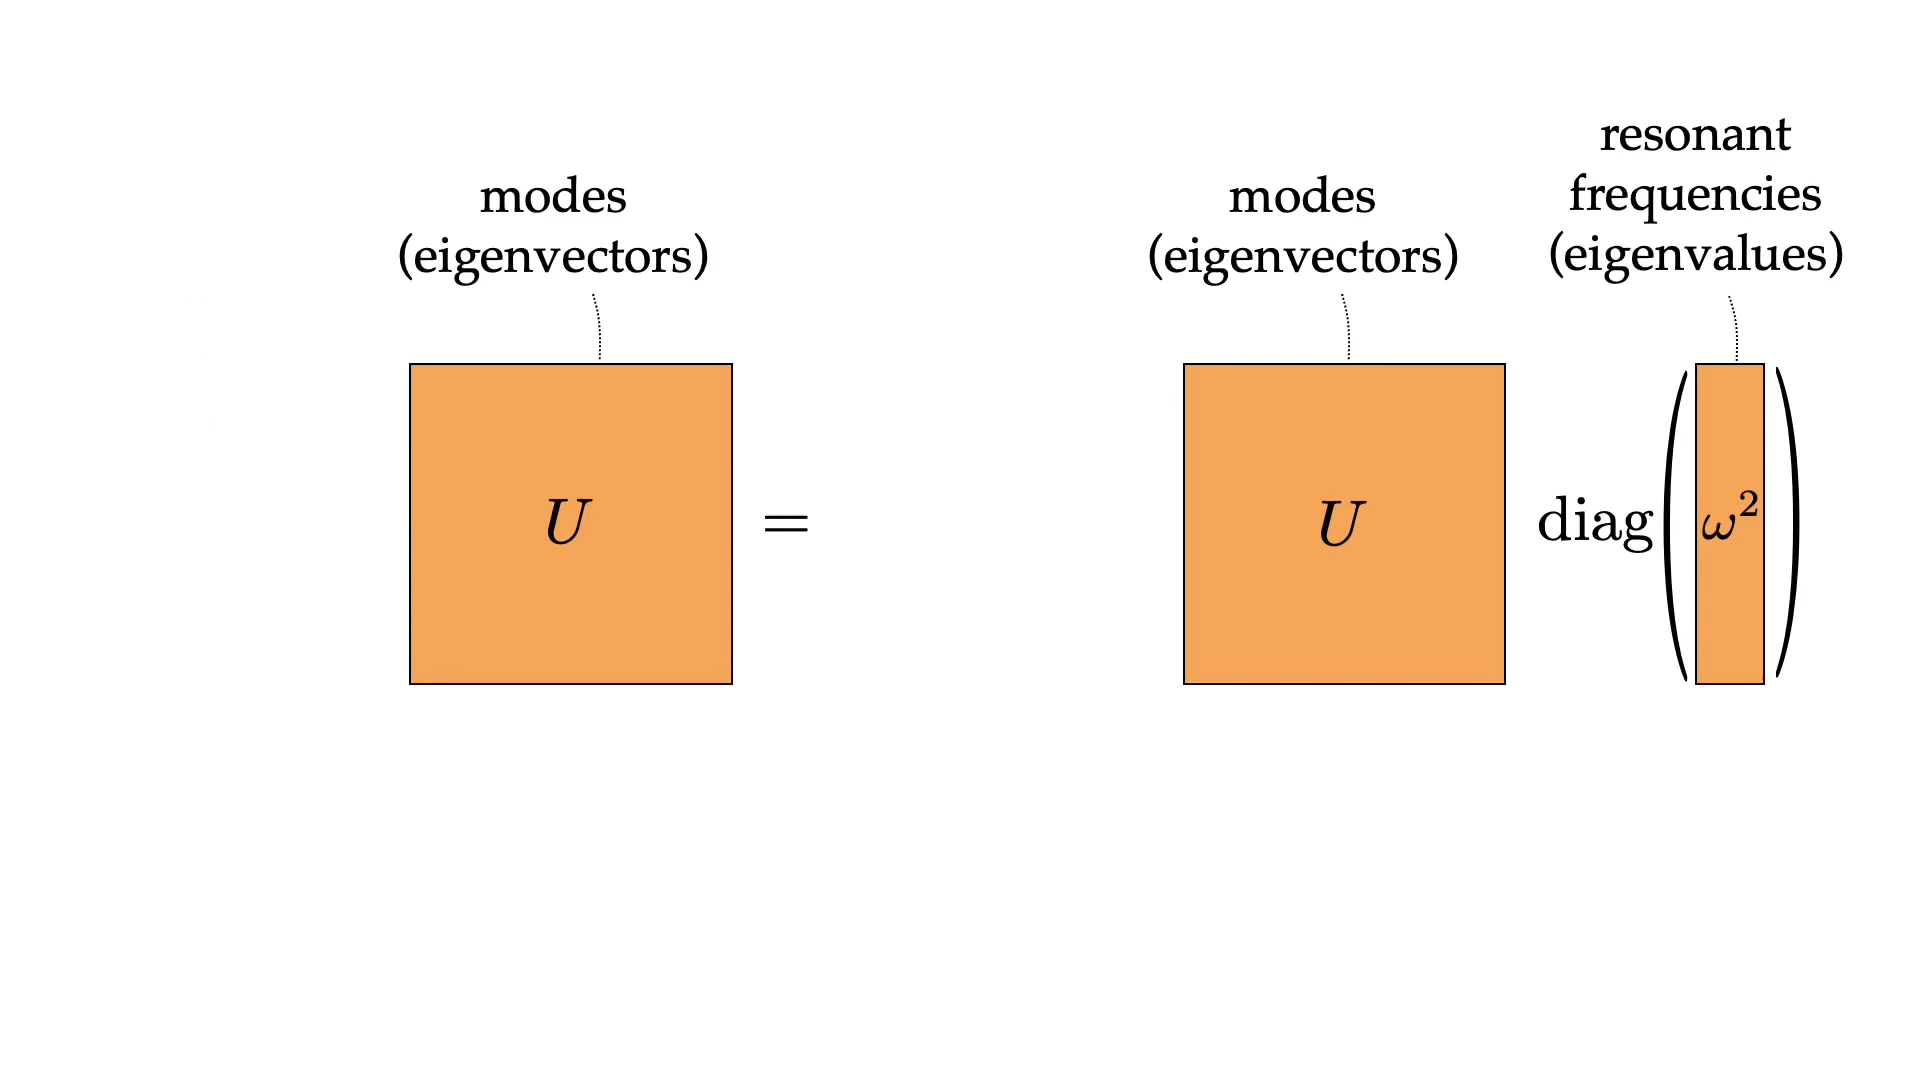 modes
(eigenvectors)
modes
(eigenvectors)
resonant
frequencies
(eigenvalues)
U = U diag(ω²)